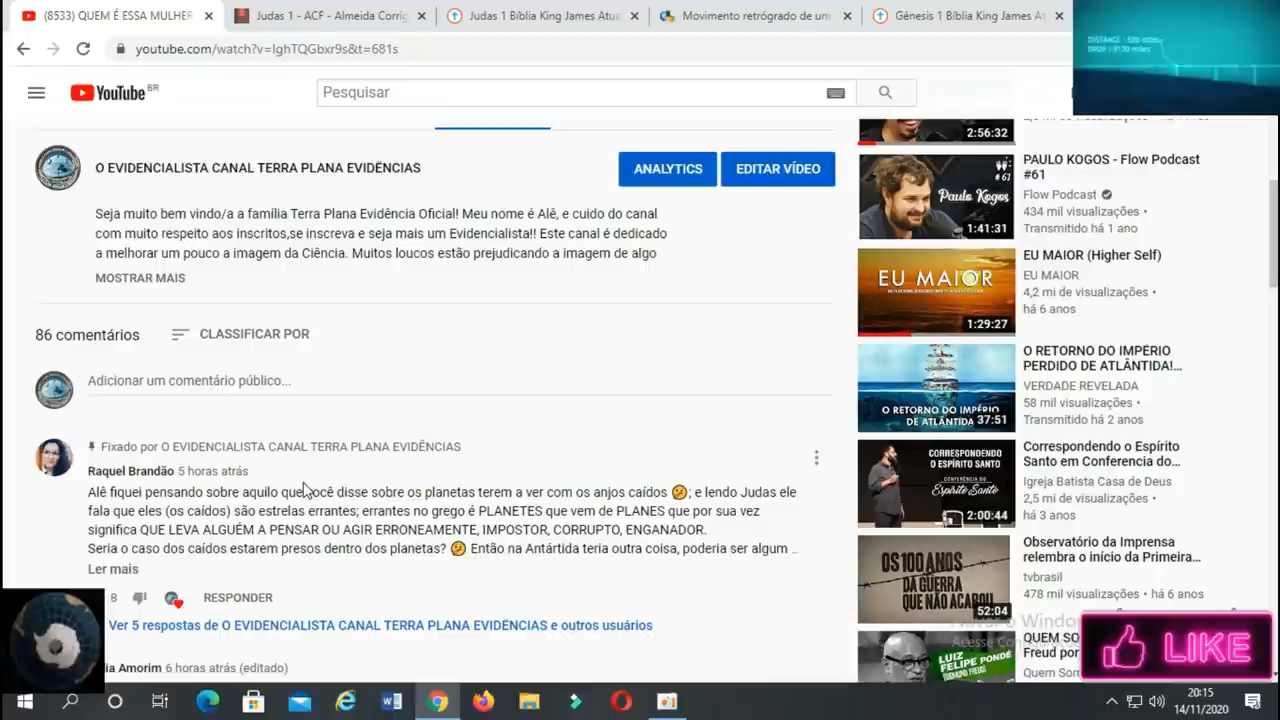 (8533) QUEM É ESSA MULHER
Judas 1 - ACF - Almeida Corrig
Judas 1 Bíblia King James Atua
Movimento retrógrado de um
Gênesis 1 Bíblia King James At
DISTANCE - 500 miles
youtube.com/watch?v=IghTQGbxr9s&t=681s
YouTube BR
Pesquisar
2:56:32
O EVIDENCIALISTA CANAL TERRA PLANA EVIDÊNCIAS
ANALYTICS
EDITAR VÍDEO
Seja muito bem vindo/a a família Terra Plana Evidência Oficial! Meu nome é Alê, e cuido do canal
com muito respeito aos inscritos,se inscreva e seja mais um Evidencialista!! Este canal é dedicado
a melhorar um pouco a imagem da Ciência. Muitos loucos estão prejudicando a imagem de algo
MOSTRAR MAIS
86 comentários
CLASSIFICAR POR
Adicionar um comentário público...
Fixado por O EVIDENCIALISTA CANAL TERRA PLANA EVIDÊNCIAS
Raquel Brandão 5 horas atrás
Alê fiquei pensando sobre aquilo que você disse sobre os planetas terem a ver com os anjos caídos 🤔; e lendo Judas ele
fala que eles (os caídos) são estrelas errantes; errantes no grego é PLANETES que vem de PLANES que por sua vez
significa QUE LEVA ALGUÉM A PENSAR OU AGIR ERRONEAMENTE, IMPOSTOR, CORRUPTO, ENGANADOR.
Seria o caso dos caídos estarem presos dentro dos planetas? 🤔 Então na Antártida teria outra coisa, poderia ser algum ...
Ler mais
8
RESPONDER
Ver 5 respostas de O EVIDENCIALISTA CANAL TERRA PLANA EVIDÊNCIAS e outros usuários
ia Amorim 6 horas atrás (editado)
Paulo Kogos
#61
1:41:31
PAULO KOGOS - Flow Podcast
#61
Flow Podcast
434 mil visualizações •
Transmitido há 1 ano
EU MAIOR
1:29:27
EU MAIOR (Higher Self)
EU MAIOR
4,2 mi de visualizações •
há 6 anos
O RETORNO DO IMPÉRIO
PERDIDO DE ATLÂNTIDA!...
VERDADE REVELADA
58 mil visualizações •
Transmitido há 2 anos
O RETORNO DO IMPÉRIO
DE ATLÂNTIDA
37:51
CORRESPONDENDO
O ESPÍRITO
SANTO
CONFERÊNCIA DO
Espírito Santo
2:00:44
Correspondendo o Espírito
Santo em Conferencia do...
Igreja Batista Casa de Deus
2,5 mi de visualizações •
há 3 anos
OS 100 ANOS
DA GUERRA
QUE NÃO ACABOU
52:04
Observatório da Imprensa
relembra o início da Primeira...
tvbrasil
478 mil visualizações • há 6 anos
LUIZ
FELIPE PONDÉ
QUEM SO
Freud por
Quem Som
LIKE
20:15
14/11/2020